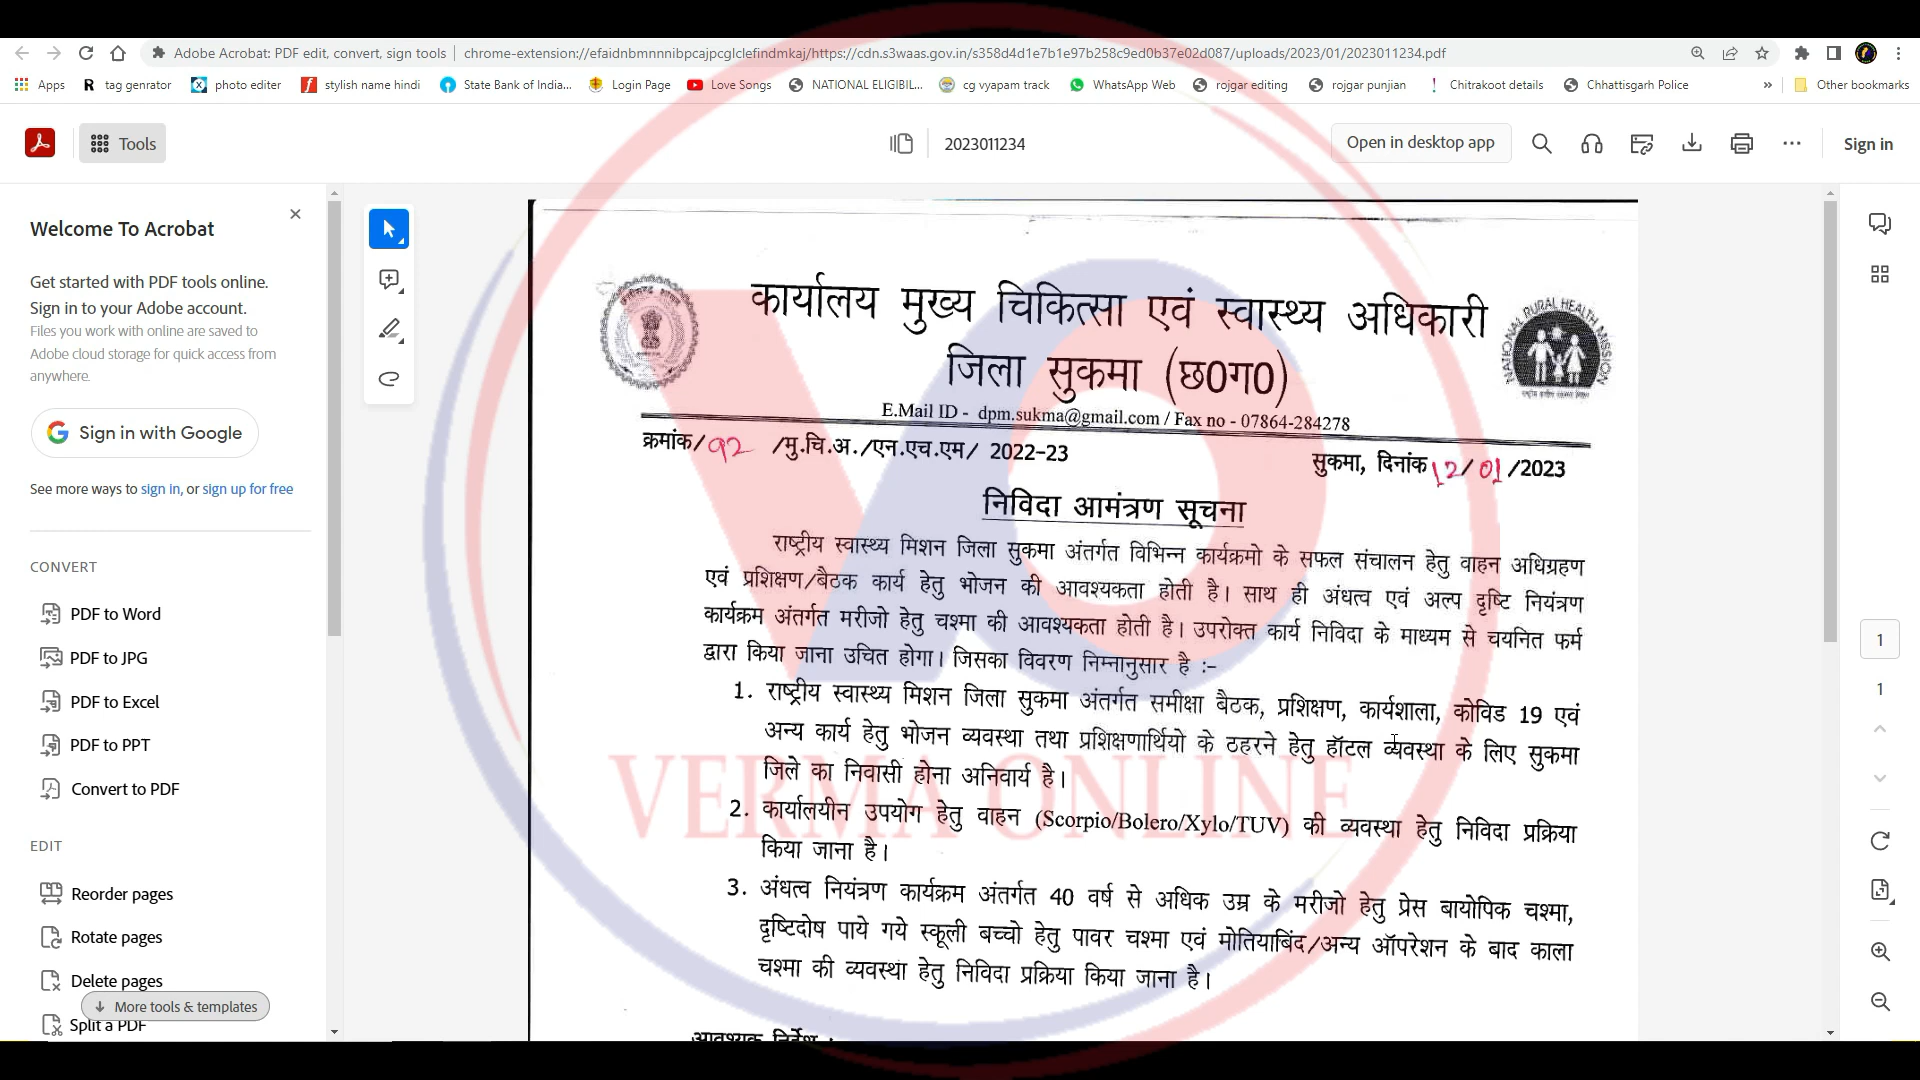 Adobe Acrobat: PDF edit, convert, sign tools | chrome-extension://efaidnbmnnnibpcajpcglclefindmkaj/https://cdn.s3waas.gov.in/s358d4d1e7b1e97b258c9ed0b37e02d087/uploads/2023/01/2023011234.pdf
Apps R tag genrator photo editer stylish name hindi State Bank of India... Login Page Love Songs NATIONAL ELIGIBIL... cg vyapam track WhatsApp Web rojgar editing rojgar punjian Chitrakoot details Chhattisgarh Police » Other bookmarks
Tools 2023011234 Open in desktop app Sign in
Welcome To Acrobat
Get started with PDF tools online.
Sign in to your Adobe account.
Files you work with online are saved to
Adobe cloud storage for quick access from
anywhere.
Sign in with Google
See more ways to sign in, or sign up for free
CONVERT
PDF to Word
PDF to JPG
PDF to Excel
PDF to PPT
Convert to PDF
EDIT
Reorder pages
Rotate pages
Delete pages
More tools & templates
Split a PDF
कार्यालय मुख्य चिकित्सा एवं स्वास्थ्य अधिकारी
जिला सुकमा (छ0ग0)
NATIONAL RURAL HEALTH MISSION
E.Mail ID - dpm.sukma@gmail.com / Fax no - 07864-284278
क्रमांक/92 /मु.चि.अ./एन.एच.एम/ 2022-23
सुकमा, दिनांक 12/01/2023
निविदा आमंत्रण सूचना
राष्ट्रीय स्वास्थ्य मिशन जिला सुकमा अंतर्गत विभिन्न कार्यक्रमो के सफल संचालन हेतु वाहन अधिग्रहण
एवं प्रशिक्षण/बैठक कार्य हेतु भोजन की आवश्यकता होती है। साथ ही अंधत्व एवं अल्प दृष्टि नियंत्रण
कार्यक्रम अंतर्गत मरीजो हेतु चश्मा की आवश्यकता होती है। उपरोक्त कार्य निविदा के माध्यम से चयनित फर्म
द्वारा किया जाना उचित होगा। जिसका विवरण निम्नानुसार है :-
1. राष्ट्रीय स्वास्थ्य मिशन जिला सुकमा अंतर्गत समीक्षा बैठक, प्रशिक्षण, कार्यशाला, कोविड 19 एवं
अन्य कार्य हेतु भोजन व्यवस्था तथा प्रशिक्षणार्थियो के ठहरने हेतु हॉटल व्यवस्था के लिए सुकमा
जिले का निवासी होना अनिवार्य है।
2. कार्यालयीन उपयोग हेतु वाहन (Scorpio/Bolero/Xylo/TUV) की व्यवस्था हेतु निविदा प्रक्रिया
किया जाना है।
3. अंधत्व नियंत्रण कार्यक्रम अंतर्गत 40 वर्ष से अधिक उम्र के मरीजो हेतु प्रेस बायोपिक चश्मा,
दृष्टिदोष पाये गये स्कूली बच्चो हेतु पावर चश्मा एवं मोतियाबिंद/अन्य ऑपरेशन के बाद काला
चश्मा की व्यवस्था हेतु निविदा प्रक्रिया किया जाना है।
आवश्यक निर्देश :
VERMA ONLINE
1
1